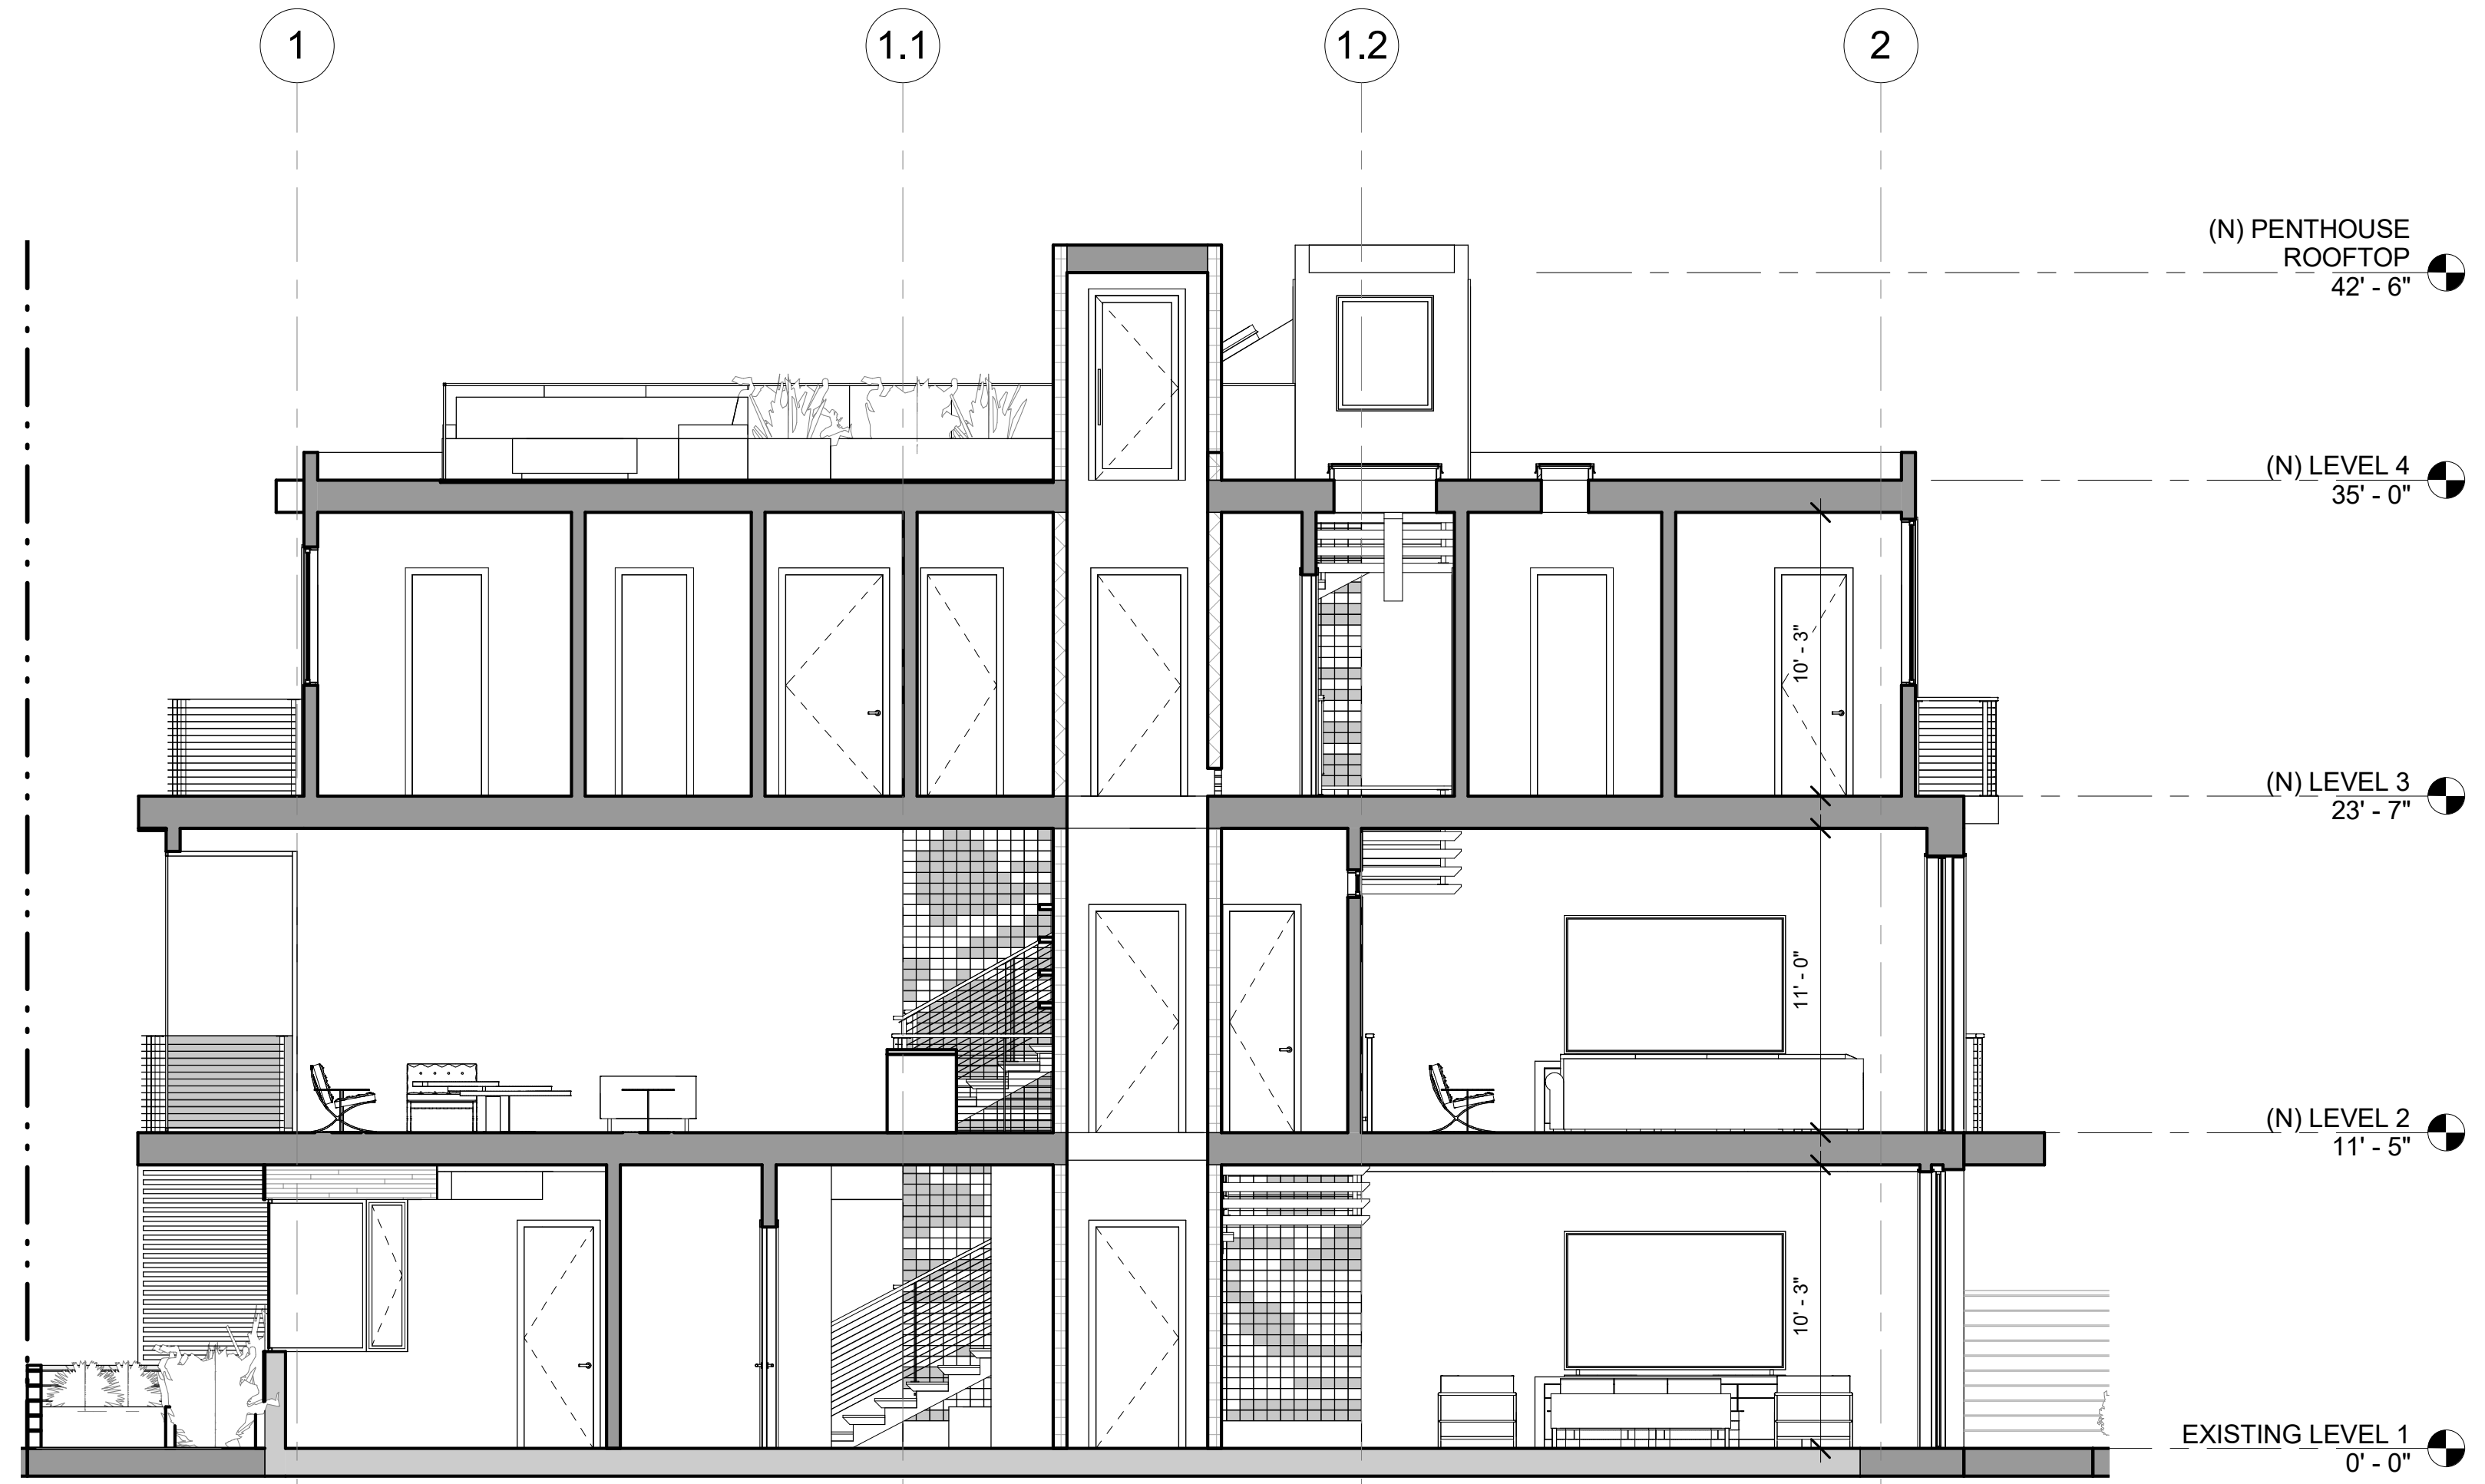 1
1.1
1.2
2
(N) PENTHOUSE
ROOFTOP
42' - 6"
(N) LEVEL 4
35' - 0"
10' - 3"
(N) LEVEL 3
23' - 7"
11' - 0"
(N) LEVEL 2
11' - 5"
10' - 3"
EXISTING LEVEL 1
0' - 0"